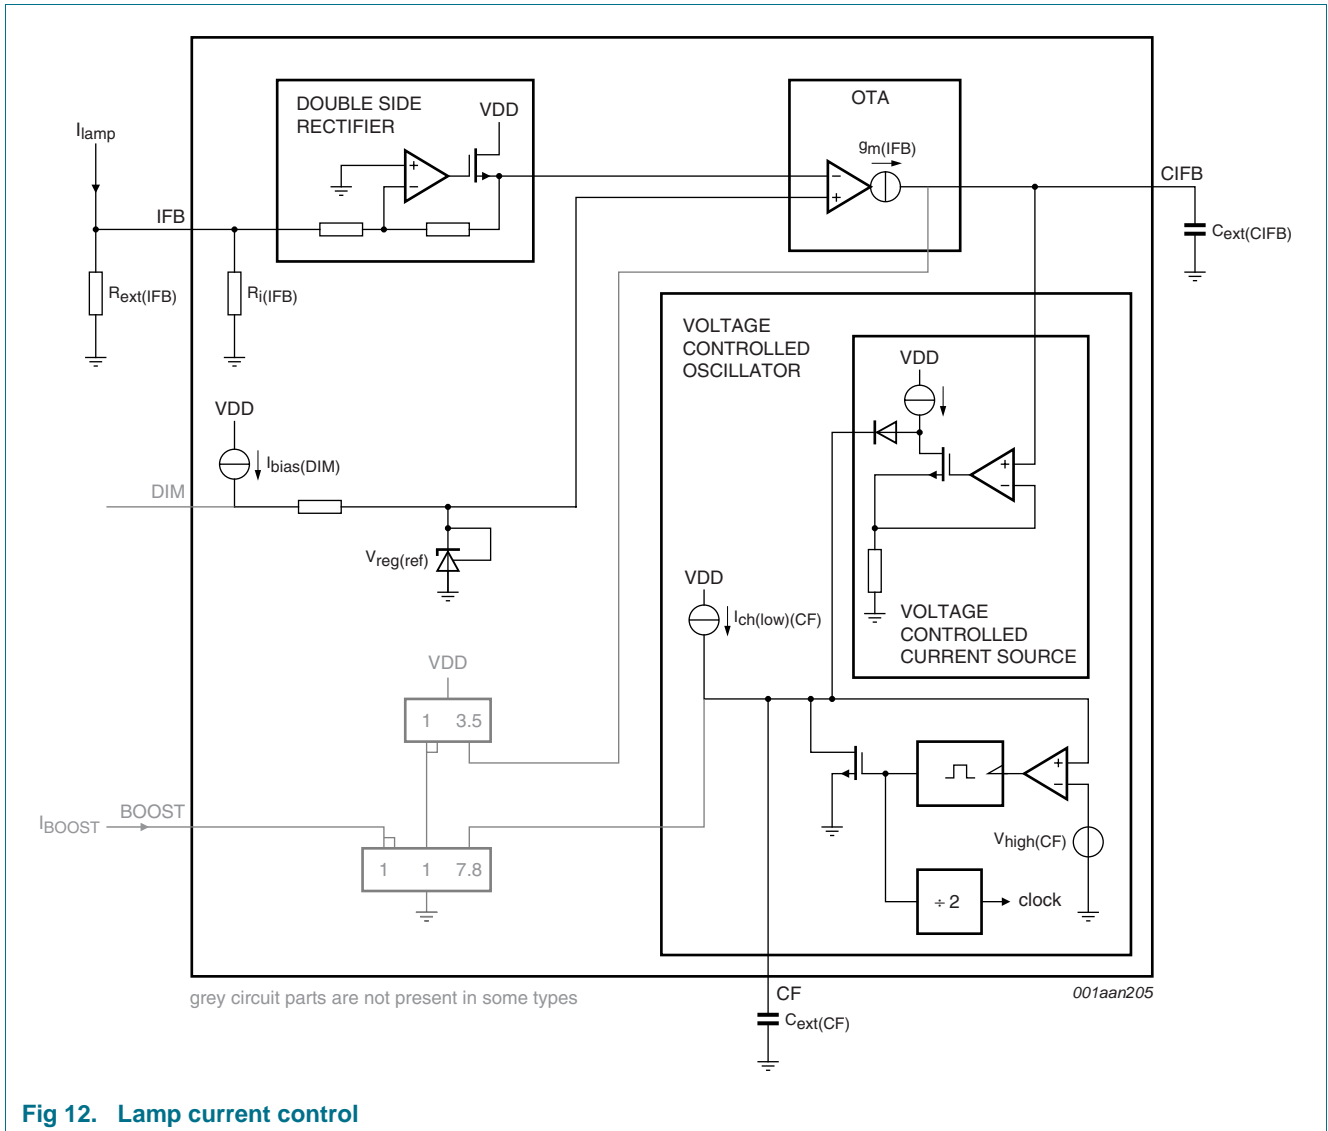 DOUBLE SIDE
RECTIFIER
VDD
OTA
gm(IFB)
Ilamp
IFB
CIFB
Cext(CIFB)
Rext(IFB)
Ri(IFB)
VOLTAGE
CONTROLLED
OSCILLATOR
VDD
VDD
Ibias(DIM)
DIM
Vreg(ref)
VDD
Ich(low)(CF)
VOLTAGE
CONTROLLED
CURRENT SOURCE
VDD
1 3.5
BOOST
IBOOST
1 1 7.8
Vhigh(CF)
÷ 2
clock
grey circuit parts are not present in some types
CF
001aan205
Cext(CF)
Fig 12. Lamp current control